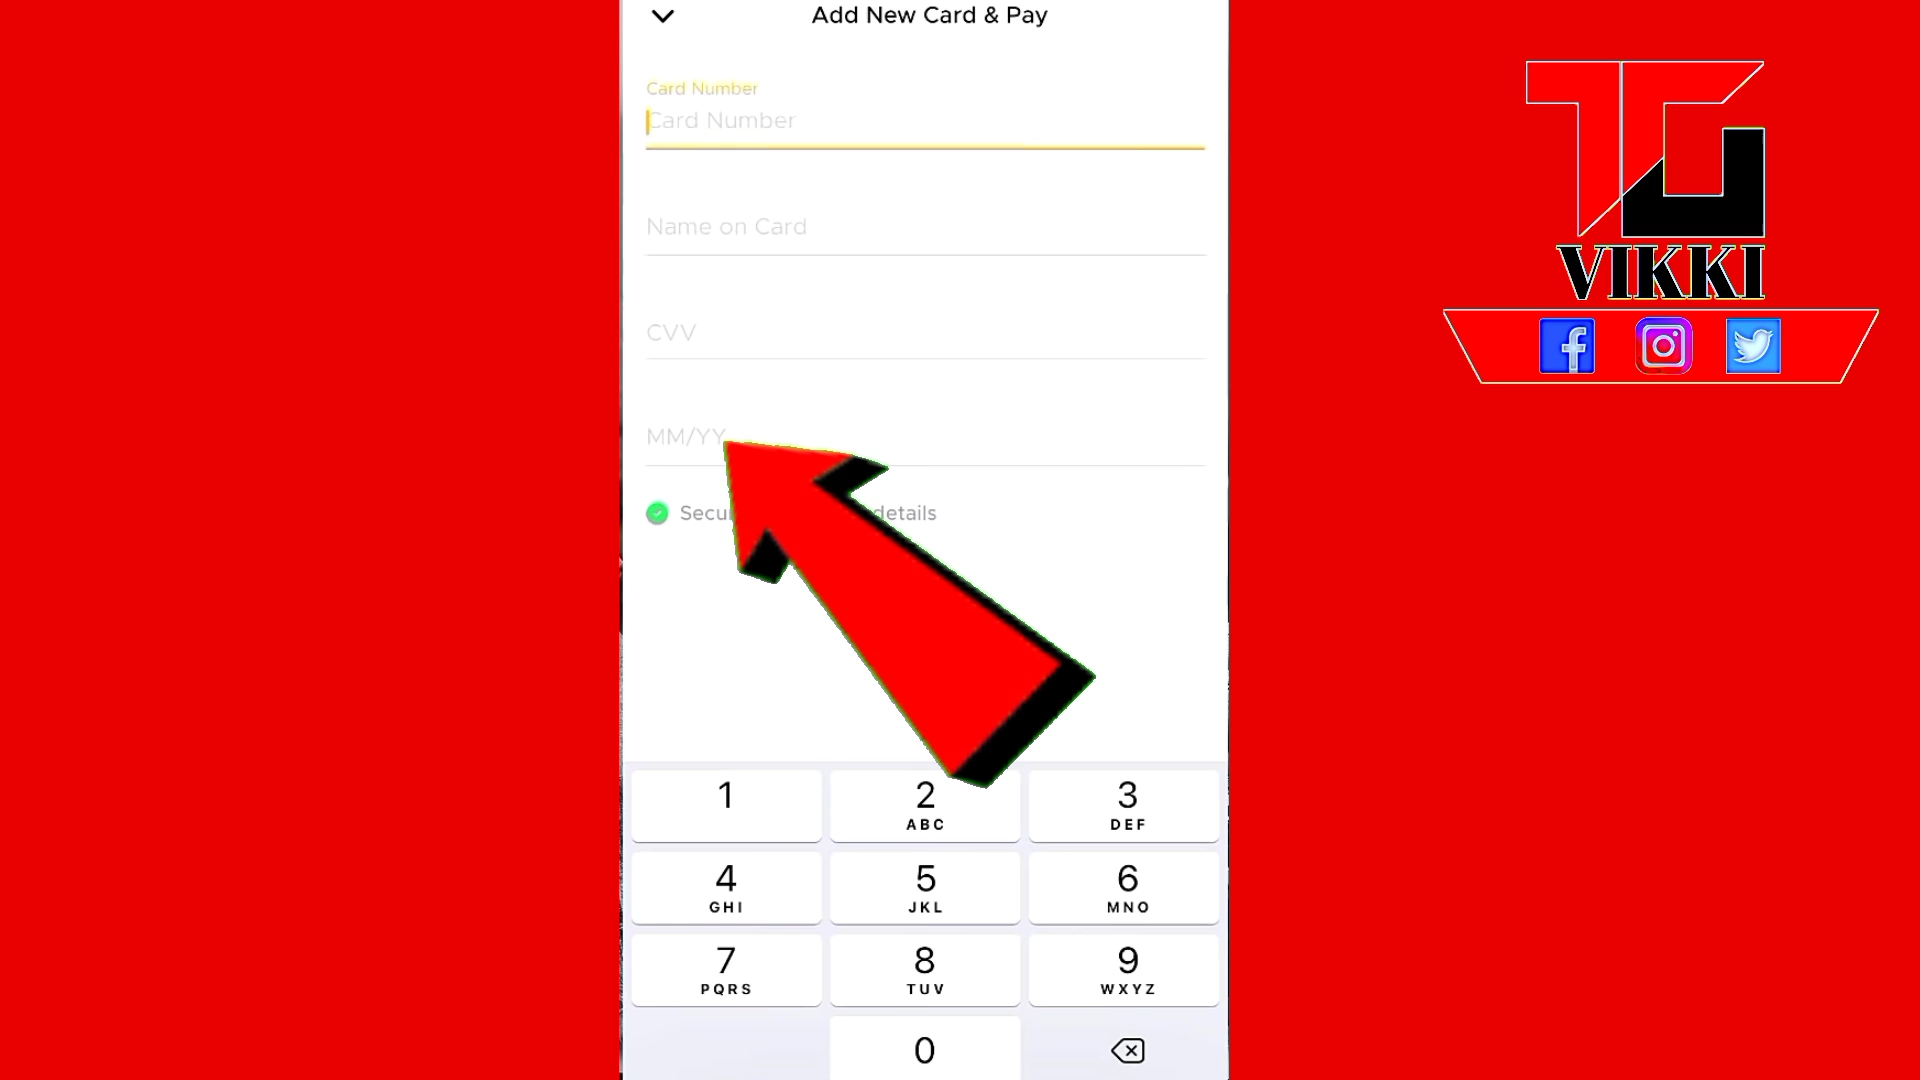 Add New Card & Pay
Card Number
Card Number
Name on Card
CVV
MM/YY
details
1
2
ABC
3
DEF
4
GHI
5
JKL
6
MNO
7
PQRS
8
TUV
9
WXYZ
0
VIKKI